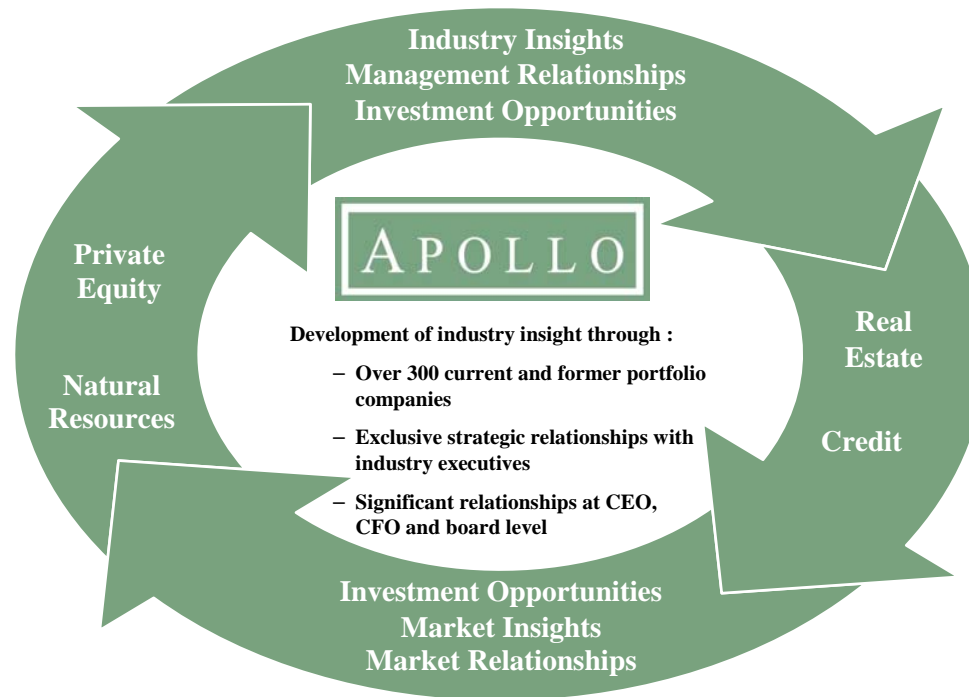 Industry Insights
Management Relationships
Investment Opportunities
Private
Equity
Natural
Resources
APOLLO
Development of industry insight through :
– Over 300 current and former portfolio
companies
– Exclusive strategic relationships with
industry executives
– Significant relationships at CEO,
CFO and board level
Real
Estate
Credit
Investment Opportunities
Market Insights
Market Relationships